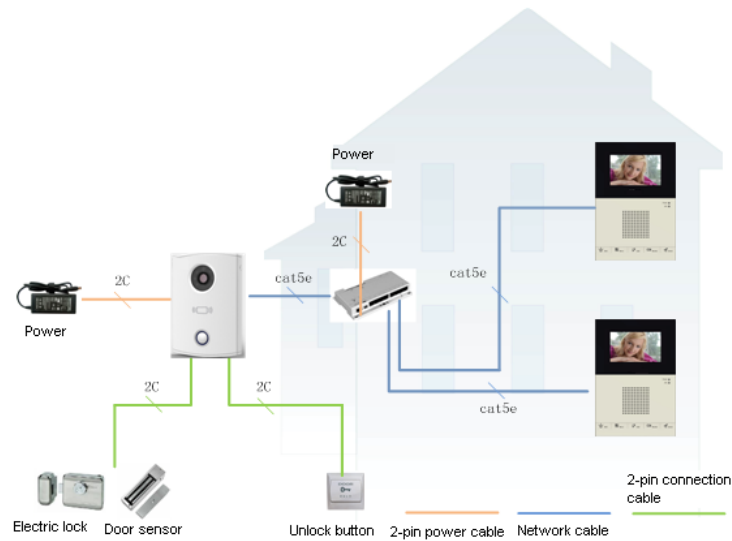 Power
2C
2C
cat5e
cat5e
Power
2C
2C
cat5e
2-pin connection
cable
Electric lock
Door sensor
Unlock button
2-pin power cable
Network cable